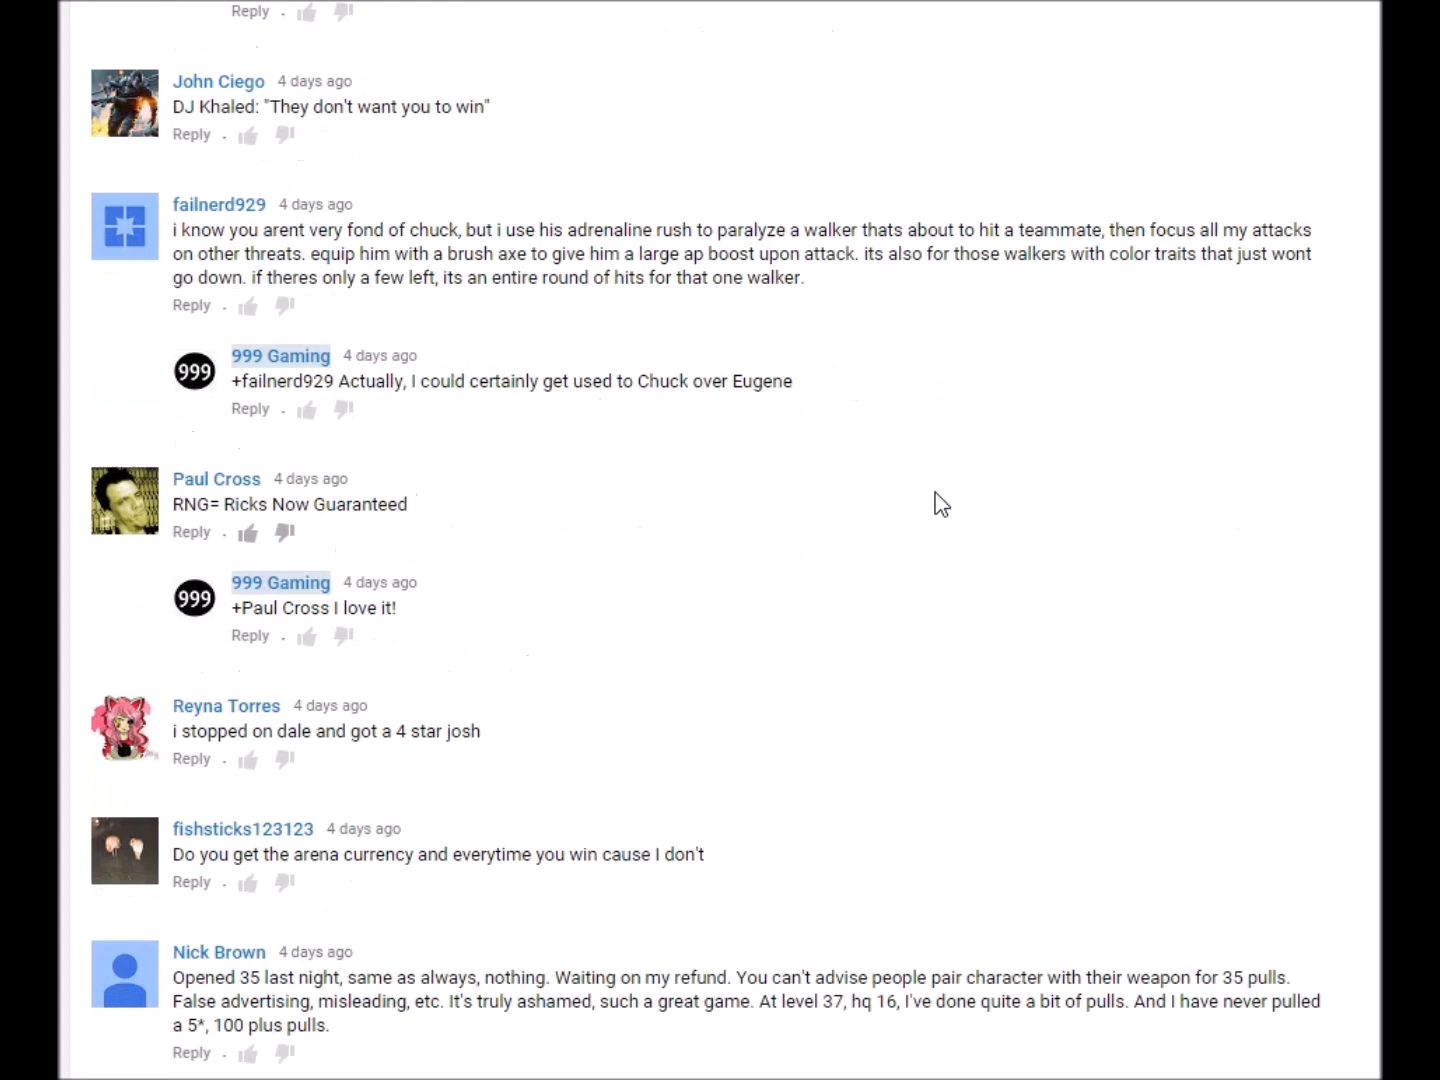 Reply .
John Ciego 4 days ago
DJ Khaled: "They don't want you to win"
Reply .
failnerd929 4 days ago
i know you arent very fond of chuck, but i use his adrenaline rush to paralyze a walker thats about to hit a teammate, then focus all my attacks
on other threats. equip him with a brush axe to give him a large ap boost upon attack. its also for those walkers with color traits that just wont
go down. if theres only a few left, its an entire round of hits for that one walker.
Reply .
999
999 Gaming 4 days ago
+failnerd929 Actually, I could certainly get used to Chuck over Eugene
Reply .
Paul Cross 4 days ago
RNG= Ricks Now Guaranteed
Reply .
999
999 Gaming 4 days ago
+Paul Cross I love it!
Reply .
Reyna Torres 4 days ago
i stopped on dale and got a 4 star josh
Reply .
fishsticks123123 4 days ago
Do you get the arena currency and everytime you win cause I don't
Reply .
Nick Brown 4 days ago
Opened 35 last night, same as always, nothing. Waiting on my refund. You can't advise people pair character with their weapon for 35 pulls.
False advertising, misleading, etc. It's truly ashamed, such a great game. At level 37, hq 16, I've done quite a bit of pulls. And I have never pulled
a 5*, 100 plus pulls.
Reply .